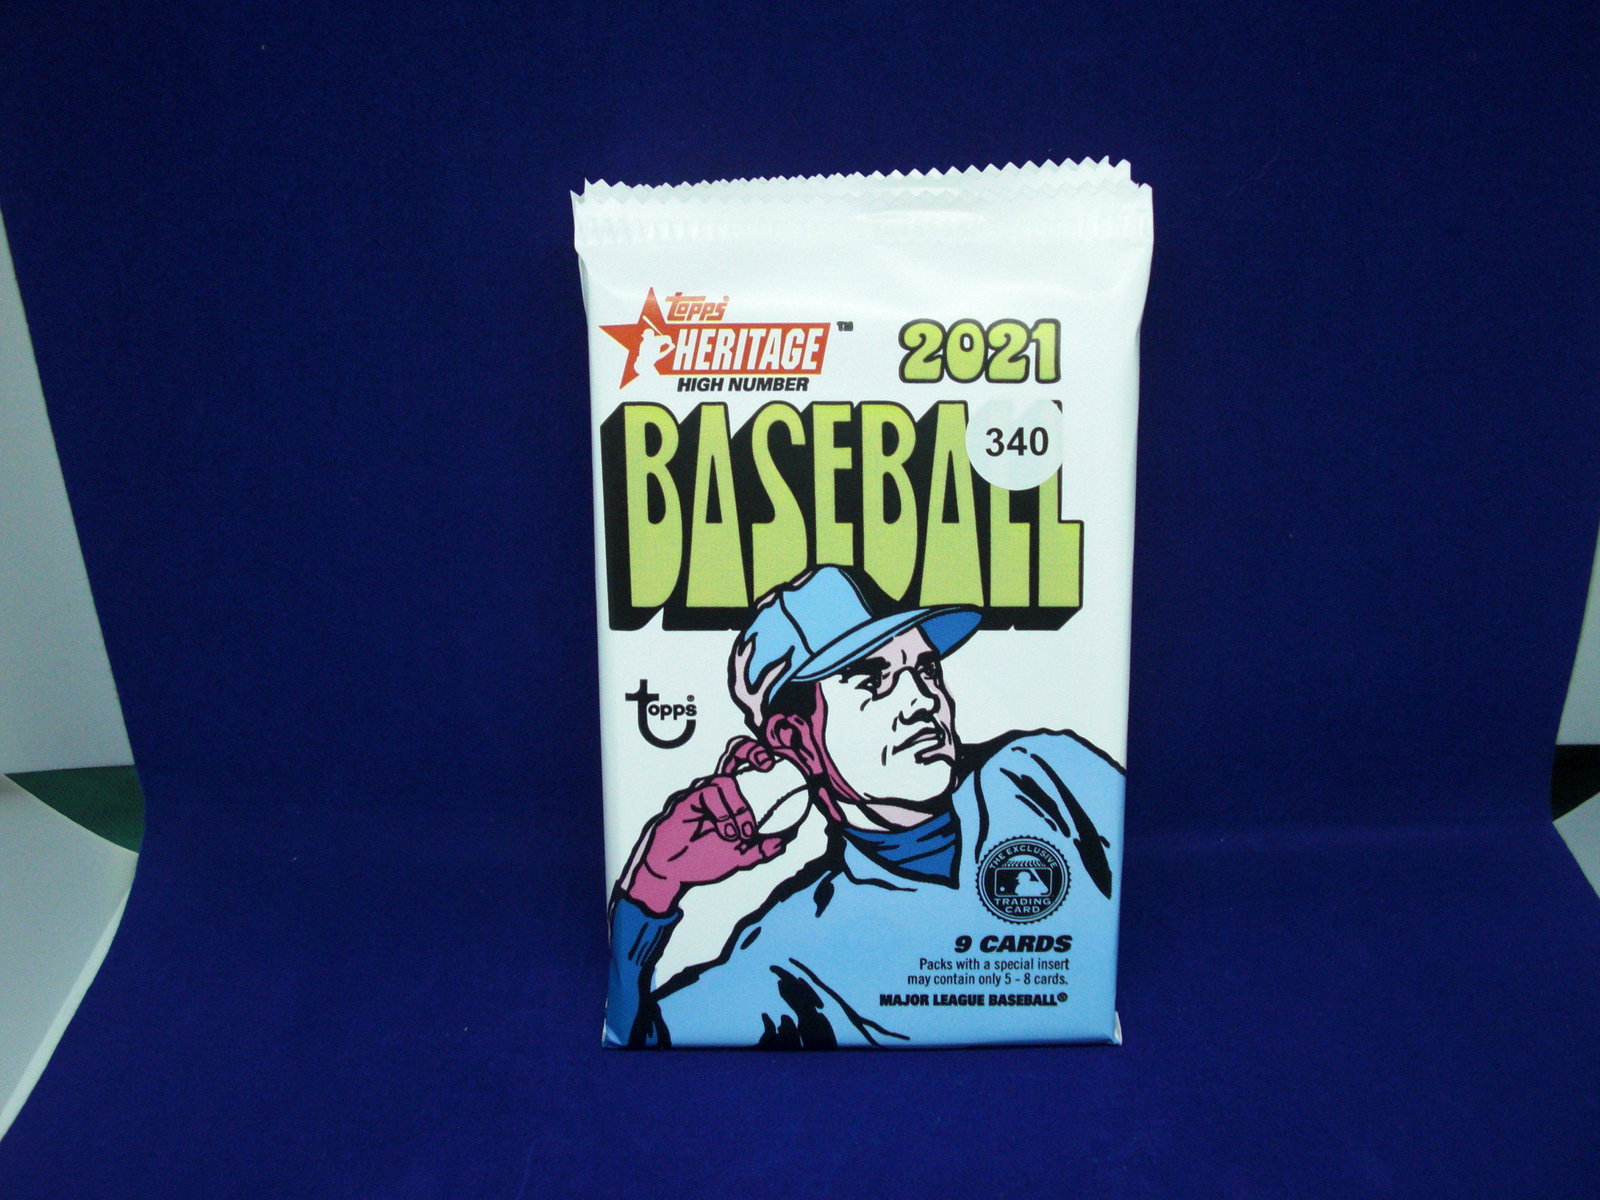 topps
HERITAGE™
HIGH NUMBER
2021
BASEBALL
340
topps®
THE EXCLUSIVE
TRADING
CARD
9 CARDS
Packs with a special insert
may contain only 5 - 8 cards.
MAJOR LEAGUE BASEBALL®